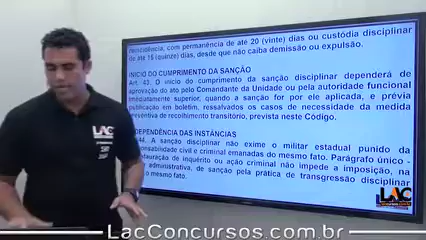 reincidência, com permanência de até 20 (vinte) dias ou custódia disciplinar
de até 15 (quinze) dias, desde que não caiba demissão ou expulsão.
INÍCIO DO CUMPRIMENTO DA SANÇÃO
Art. 43. O início do cumprimento da sanção disciplinar dependerá de
aprovação do ato pelo Comandante da Unidade ou pela autoridade funcional
imediatamente superior, quando a sanção for por ele aplicada, e prévia
publicação em boletim, ressalvados os casos de necessidade da medida
preventiva de recolhimento transitório, prevista neste Código.
DEPENDÊNCIA DAS INSTÂNCIAS
44. A sanção disciplinar não exime o militar estadual punido da
responsabilidade civil e criminal emanadas do mesmo fato. Parágrafo único -
instauração de inquérito ou ação criminal não impede a imposição, na
administrativa, de sanção pela prática de transgressão disciplinar
o mesmo fato.
LAC
LAC
LacConcursos.com.br